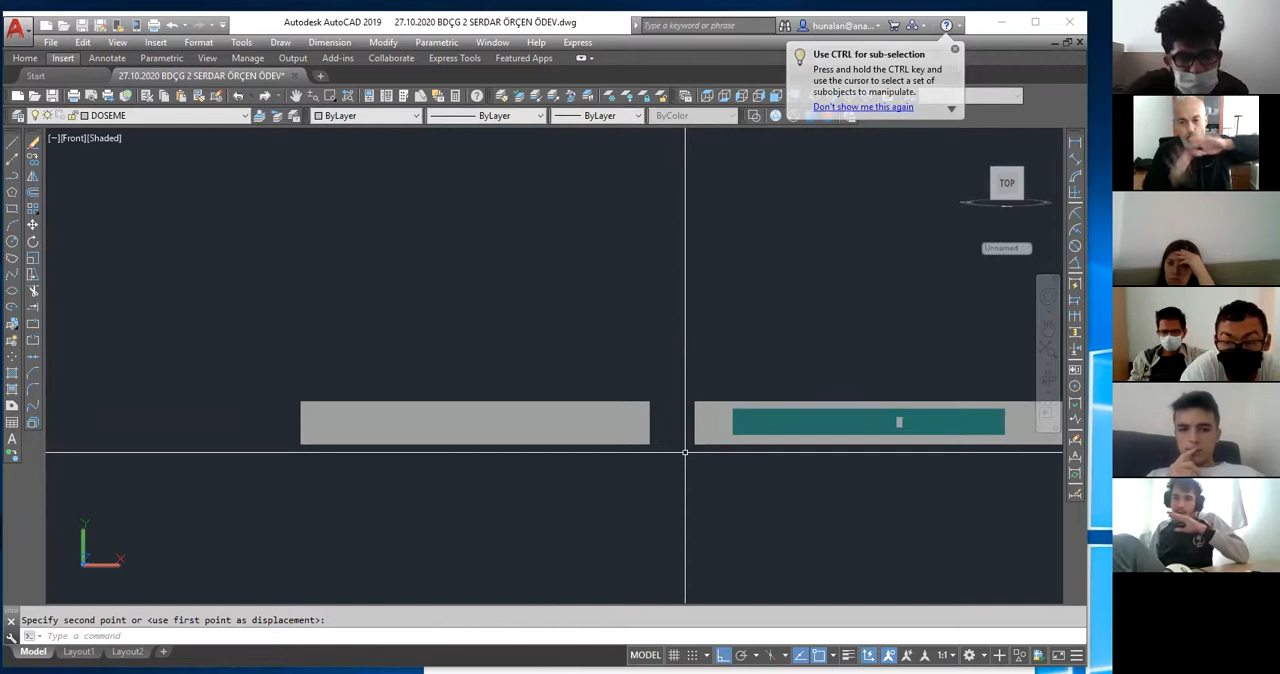 Autodesk AutoCAD 2019 27.10.2020 BDÇG 2 SERDAR ÖRÇEN ÖDEV.dwg
Type a keyword or phrase
hunalan@ana...
File Edit View Insert Format Tools Draw Dimension Modify Parametric Window Help Express
Home Insert Annotate Parametric View Manage Output Add-ins Collaborate Express Tools Featured Apps
Start
27.10.2020 BDÇG 2 SERDAR ÖRÇEN ÖDEV*
Use CTRL for sub-selection
Press and hold the CTRL key and
use the cursor to select a set of
subobjects to manipulate.
Don't show me this again
DOSEME
ByLayer
ByLayer
ByLayer
ByColor
[−][Front][Shaded]
TOP
Unnamed
Y
X
Specify second point or <use first point as displacement>:
Type a command
Model Layout1 Layout2
MODEL
1:1